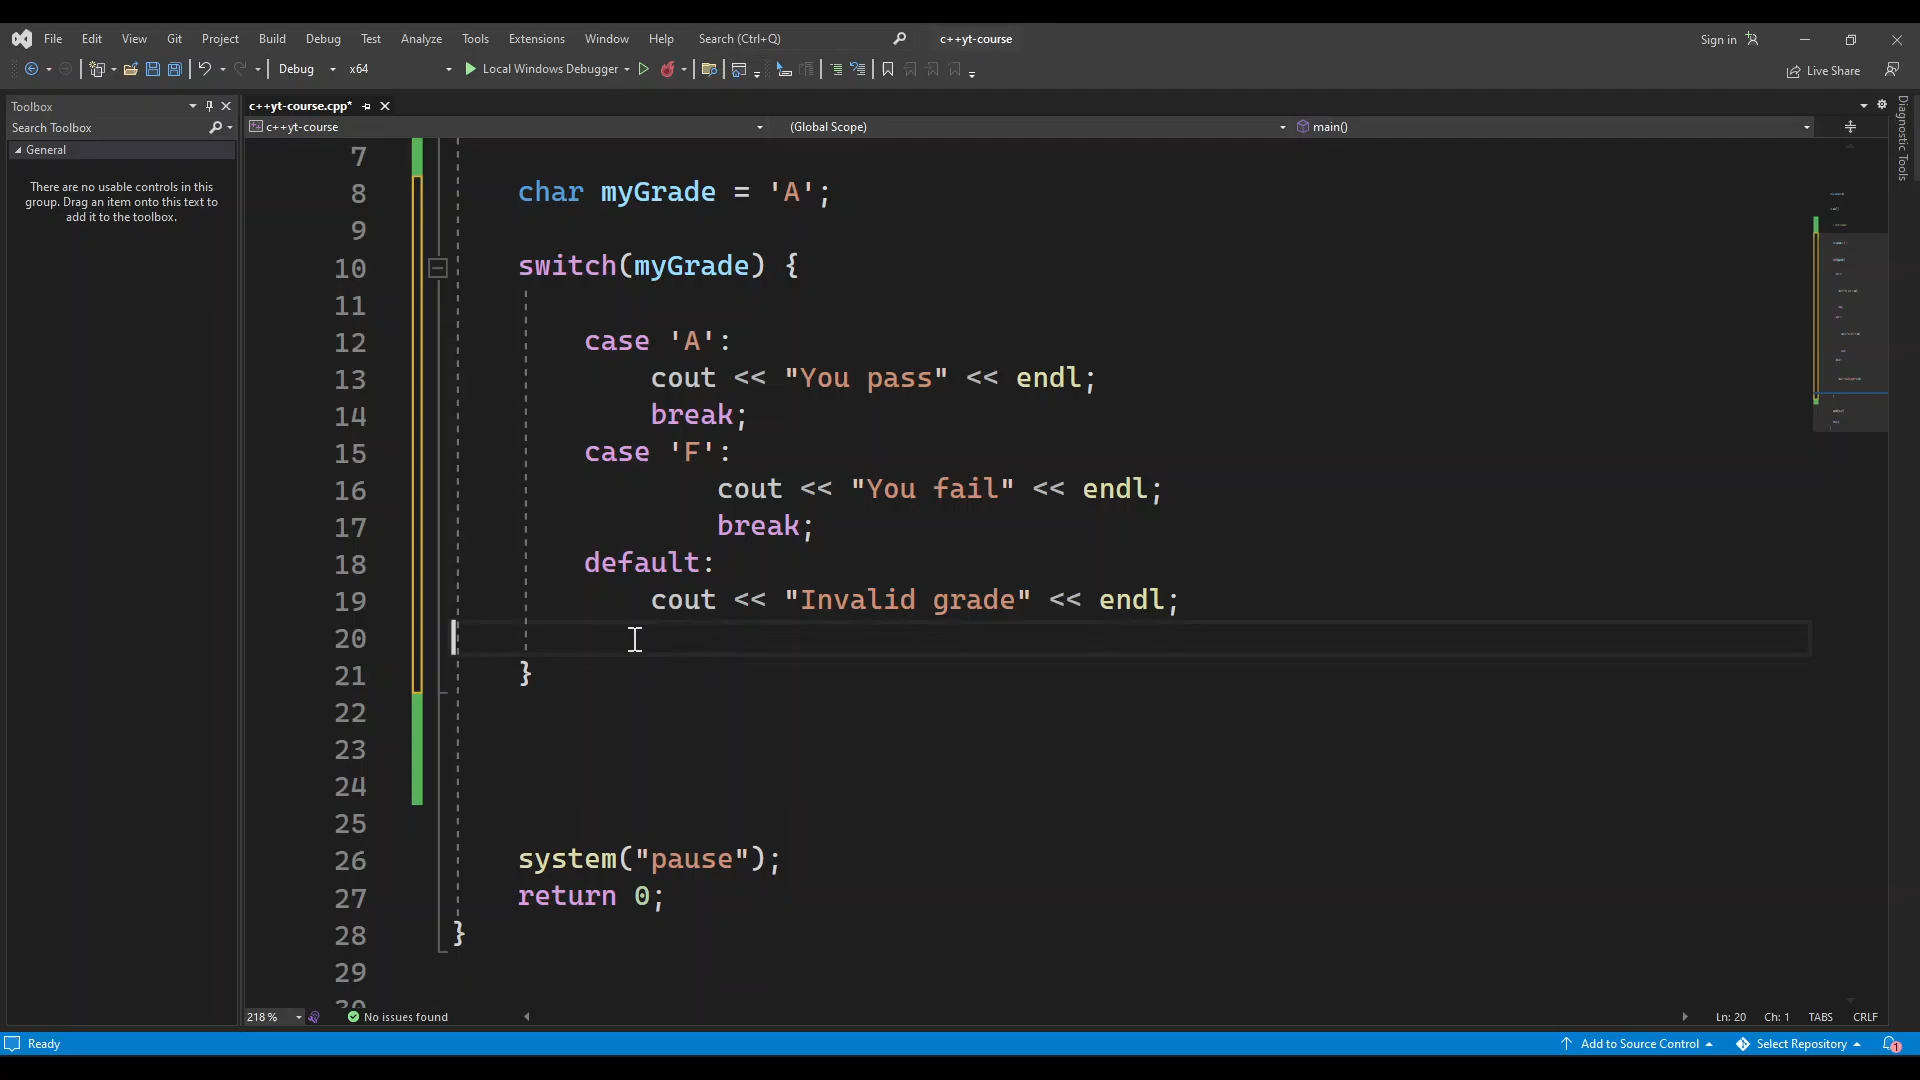 File Edit View Git Project Build Debug Test Analyze Tools Extensions Window Help Search (Ctrl+Q) c++yt-course Sign in
Debug x64 Local Windows Debugger Live Share
Toolbox
Search Toolbox
General
There are no usable controls in this
group. Drag an item onto this text to
add it to the toolbox.
c++yt-course.cpp*
c++yt-course (Global Scope) main()
7
8 char myGrade = 'A';
9
10 switch(myGrade) {
11
12 case 'A':
13 cout << "You pass" << endl;
14 break;
15 case 'F':
16 cout << "You fail" << endl;
17 break;
18 default:
19 cout << "Invalid grade" << endl;
20
21 }
22
23
24
25
26 system("pause");
27 return 0;
28 }
29
30
Diagnostic Tools
218 % No issues found Ln: 20 Ch: 1 TABS CRLF
Ready Add to Source Control Select Repository 1